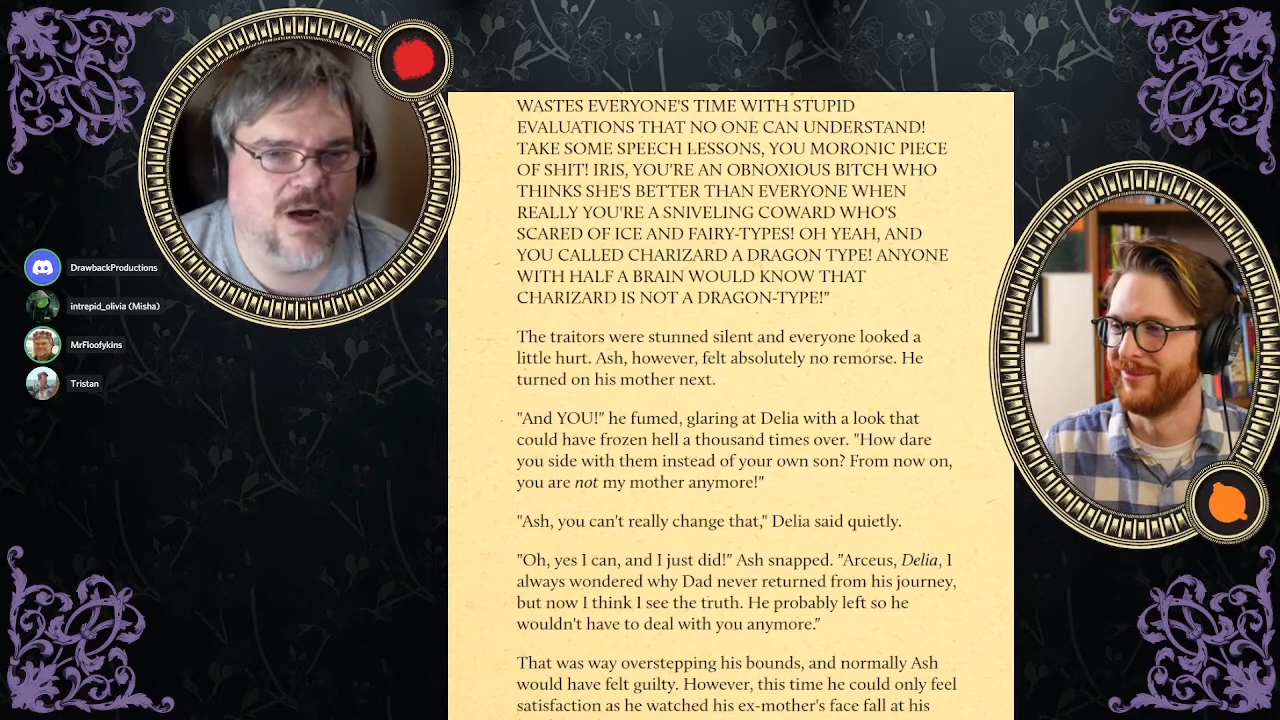 WASTES EVERYONE'S TIME WITH STUPID
EVALUATIONS THAT NO ONE CAN UNDERSTAND!
TAKE SOME SPEECH LESSONS, YOU MORONIC PIECE
OF SHIT! IRIS, YOU'RE AN OBNOXIOUS BITCH WHO
THINKS SHE'S BETTER THAN EVERYONE WHEN
REALLY YOU'RE A SNIVELING COWARD WHO'S
SCARED OF ICE AND FAIRY-TYPES! OH YEAH, AND
YOU CALLED CHARIZARD A DRAGON TYPE! ANYONE
WITH HALF A BRAIN WOULD KNOW THAT
CHARIZARD IS NOT A DRAGON-TYPE!"
The traitors were stunned silent and everyone looked a
little hurt. Ash, however, felt absolutely no remorse. He
turned on his mother next.
"And YOU!" he fumed, glaring at Delia with a look that
could have frozen hell a thousand times over. "How dare
you side with them instead of your own son? From now on,
you are not my mother anymore!"
"Ash, you can't really change that," Delia said quietly.
"Oh, yes I can, and I just did!" Ash snapped. "Arceus, Delia, I
always wondered why Dad never returned from his journey,
but now I think I see the truth. He probably left so he
wouldn't have to deal with you anymore."
That was way overstepping his bounds, and normally Ash
would have felt guilty. However, this time he could only feel
satisfaction as he watched his ex-mother's face fall at his
DrawbackProductions
intrepid_olivia (Misha)
MrFloofykins
Tristan